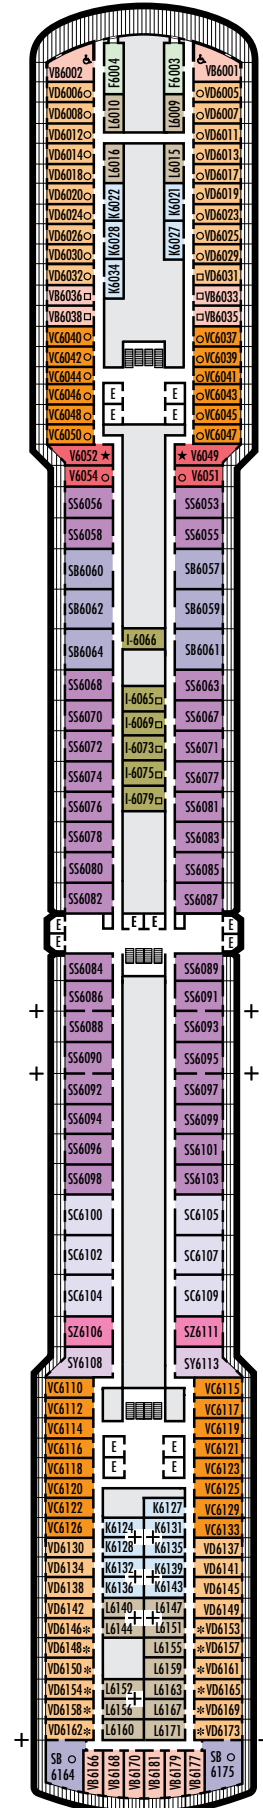 VB6002 F6004 F6003 VB6001
VD6006 L6010 L6009 VD6005
VD6008 VD6007
VD6012 VD6011
VD6014 L6016 L6015 VD6013
VD6018 VD6017
VD6020 K6022 K6021 VD6019
VD6024 VD6023
VD6026 K6028 K6027 VD6025
VD6030 VD6029
VD6032 K6034 VD6031
VB6036 VB6033
VB6038 VB6035
VC6040 VC6037
VC6042 VC6039
VC6044 VC6041
VC6046 E E VC6043
VC6048 E E VC6045
VC6050 VC6047
V6052 ★ ★ V6049
V6054 V6051
SS6056 SS6053
SS6058 SS6055
SB6060 SB6057
SB6062 SB6059
SB6064 I-6066 SB6061
SS6068 I-6065 SS6063
SS6070 I-6069 SS6067
SS6072 I-6073 SS6071
SS6074 I-6075 SS6077
SS6076 I-6079 SS6081
SS6078 SS6083
SS6080 SS6085
SS6082 SS6087
E E E E
E E
SS6084 SS6089
SS6086 SS6091
SS6088 SS6093
SS6090 SS6095
SS6092 SS6097
SS6094 SS6099
SS6096 SS6101
SS6098 SS6103
SC6100 SC6105
SC6102 SC6107
SC6104 SC6109
SZ6106 SZ6111
SY6108 SY6113
VC6110 VC6115
VC6112 VC6117
VC6114 VC6119
VC6116 E E VC6121
VC6118 E E VC6123
VC6120 VC6125
VC6122 K6127 VC6129
VC6126 K6124 K6131 VC6133
VD6130 K6128 K6135 VD6137
VD6134 K6132 K6139 VD6141
VD6138 K6136 K6143 VD6145
VD6142 L6140 L6147 VD6149
VD6146* L6144 L6151 *VD6153
VD6148* L6155 *VD6157
VD6150* L6159 *VD6161
VD6154* L6152 L6163 *VD6165
VD6158* L6156 L6167 *VD6169
VD6162* L6160 L6171 *VD6173
SB 6164 VB6166 VB6168 VB6170 VB6181 VB6179 VB6177 SB 6175